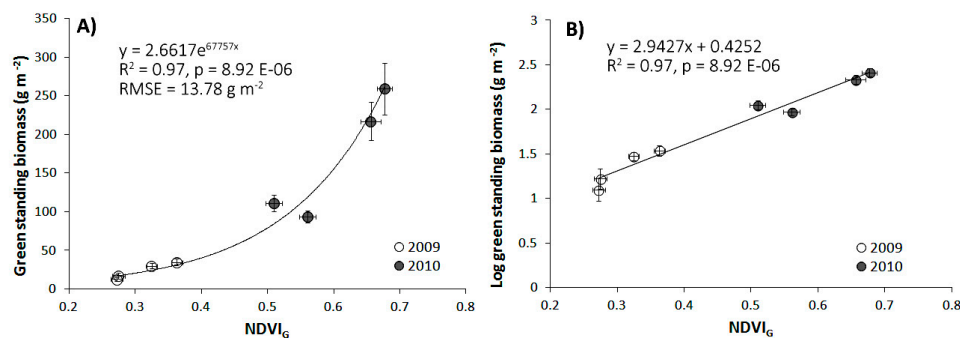 A)
y = 2.6617e^67757x
R² = 0.97, p = 8.92 E-06
RMSE = 13.78 g m⁻²
Green standing biomass (g m⁻²)
350
300
250
200
150
100
50
0
0.2 0.3 0.4 0.5 0.6 0.7 0.8
NDVI_G
2009
2010
B)
y = 2.9427x + 0.4252
R² = 0.97, p = 8.92 E-06
Log green standing biomass (g m⁻²)
3
2.5
2
1.5
1
0.5
0
0.2 0.3 0.4 0.5 0.6 0.7 0.8
NDVI_G
2009
2010